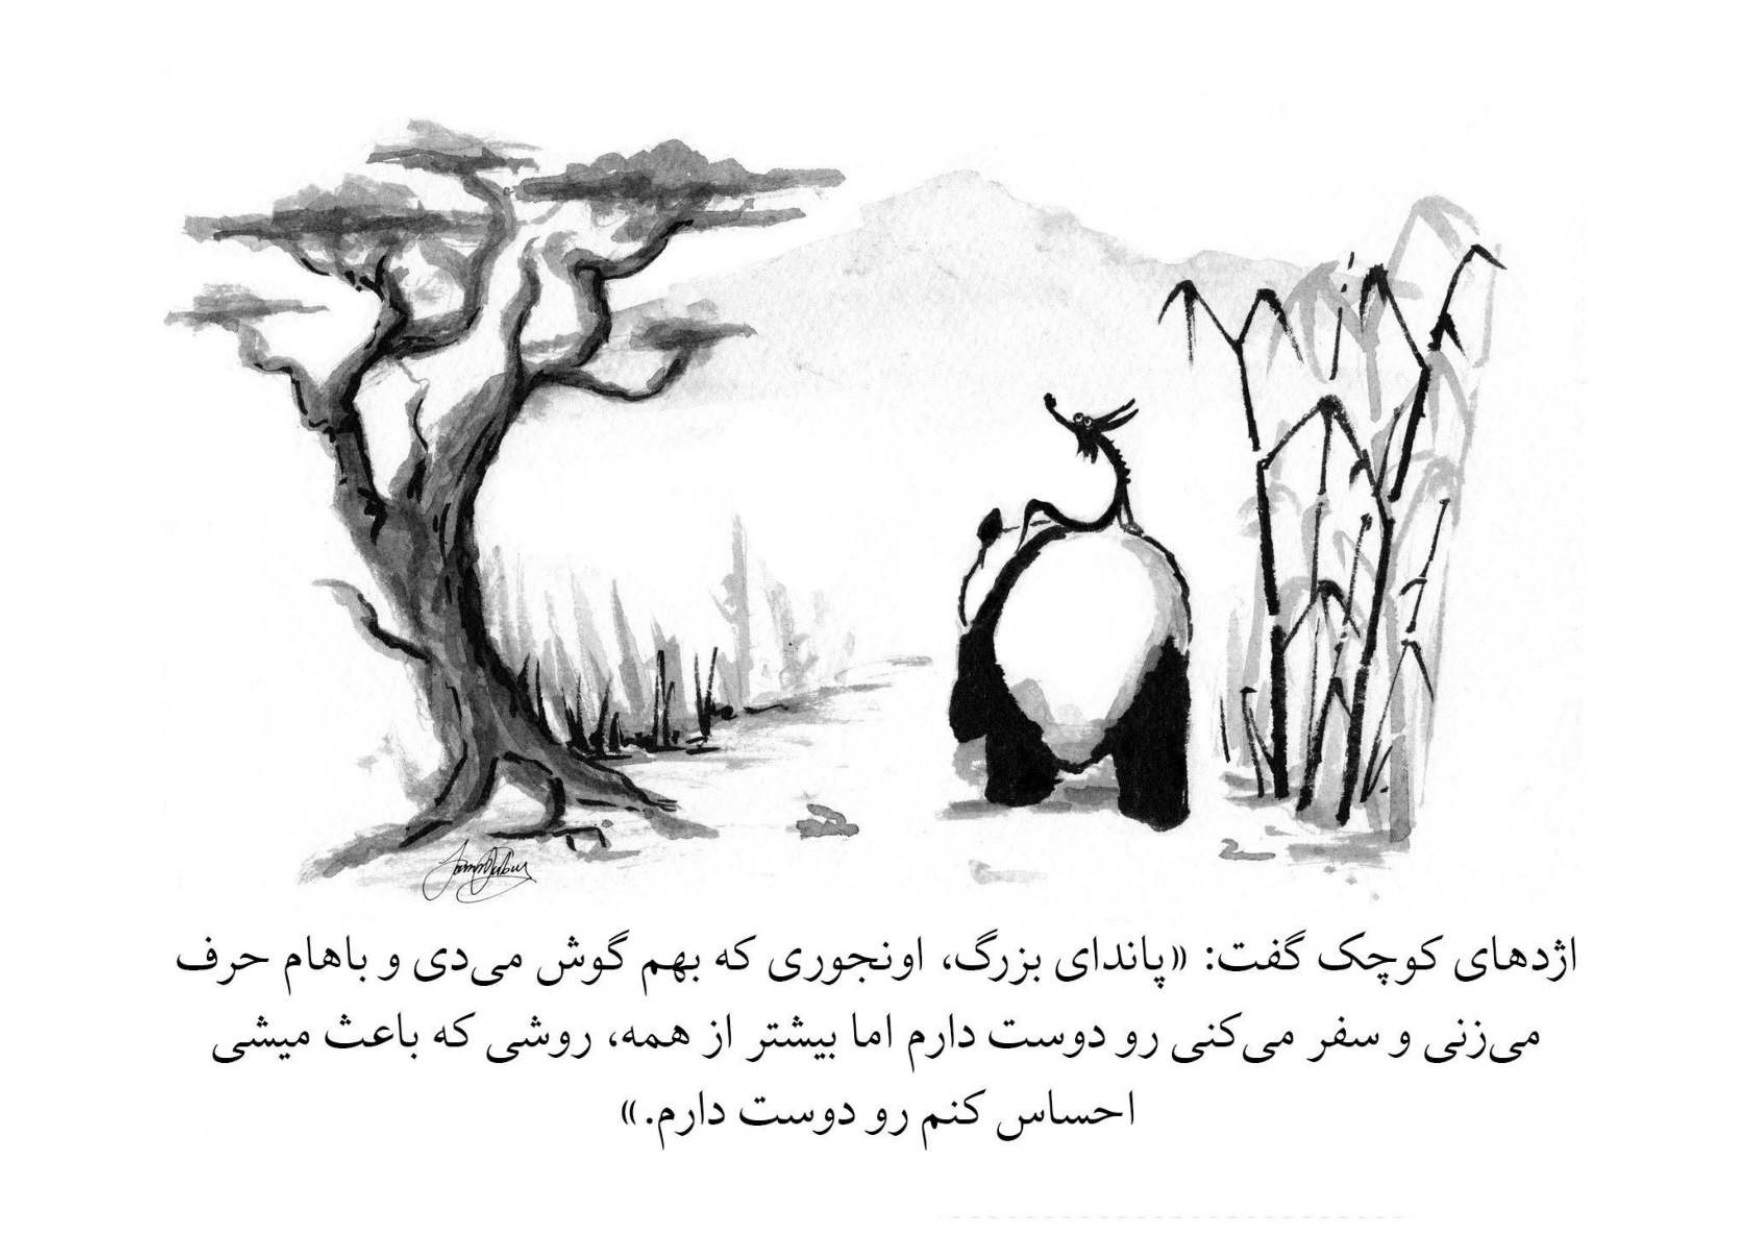 اژدهای کوچک گفت: «پاندای بزرگ، اونجوری که بهم گوش می‌دی و باهام حرف
می‌زنی و سفر می‌کنی رو دوست دارم اما بیشتر از همه، روشی که باعث میشی
احساس کنم رو دوست دارم.»